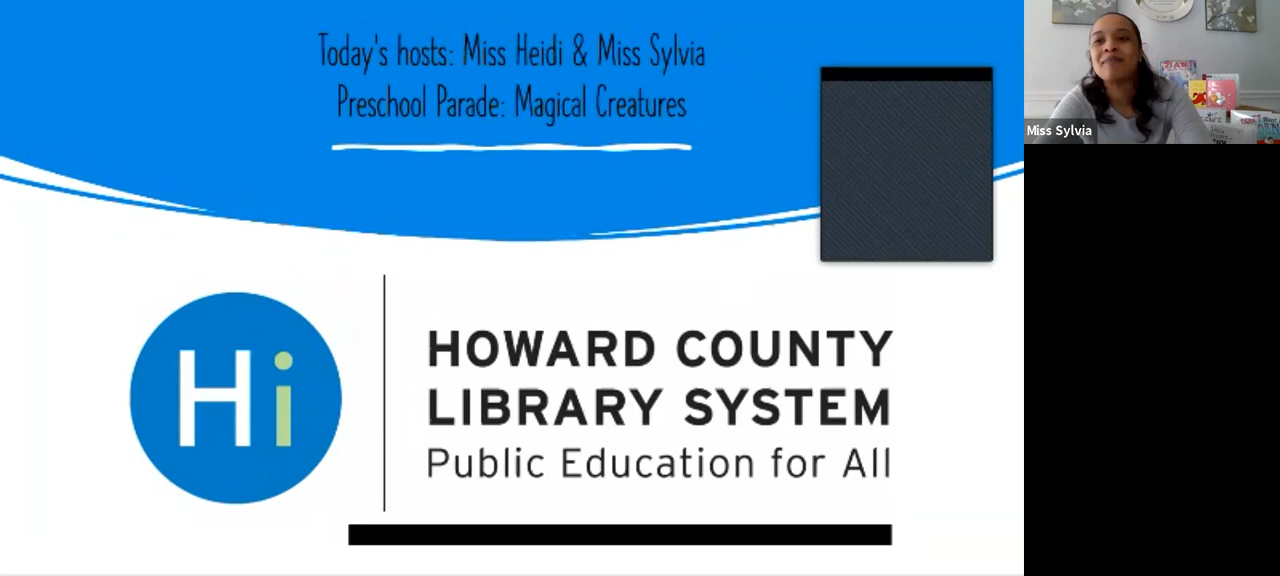 Today's hosts: Miss Heidi & Miss Sylvia
Preschool Parade: Magical Creatures
Miss Sylvia
Hi
HOWARD COUNTY
LIBRARY SYSTEM
Public Education for All